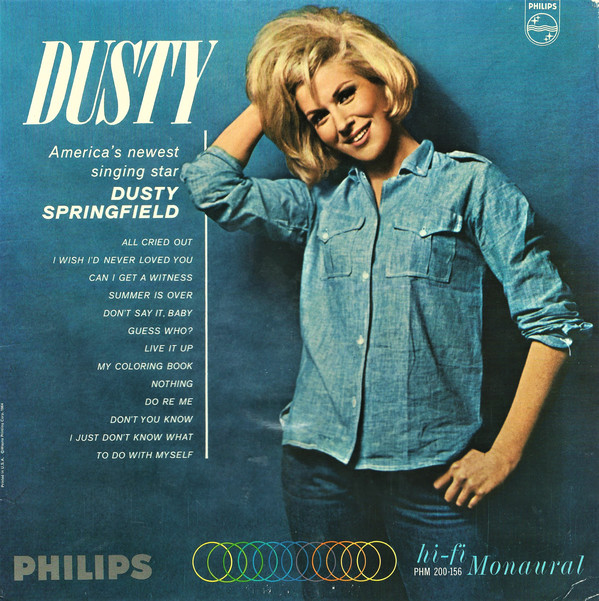 PHILIPS
DUSTY
America's newest
singing star
DUSTY
SPRINGFIELD
ALL CRIED OUT
I WISH I'D NEVER LOVED YOU
CAN I GET A WITNESS
SUMMER IS OVER
DON'T SAY IT, BABY
GUESS WHO?
LIVE IT UP
MY COLORING BOOK
NOTHING
DO RE ME
DON'T YOU KNOW
I JUST DON'T KNOW WHAT
TO DO WITH MYSELF
PHILIPS
hi-fi
PHM 200-156 Monaural